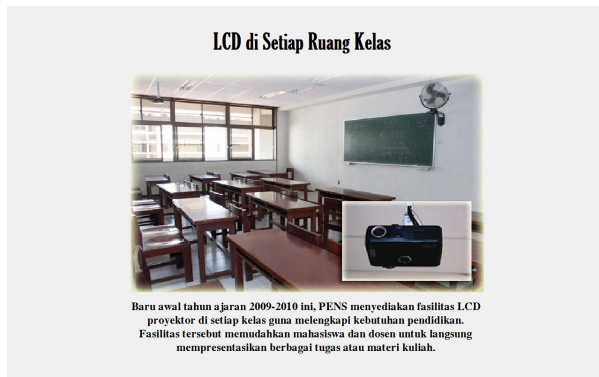 LCD di Setiap Ruang Kelas
Baru awal tahun ajaran 2009-2010 ini, PENS menyediakan fasilitas LCD
proyektor di setiap kelas guna melengkapi kebutuhan pendidikan.
Fasilitas tersebut memudahkan mahasiswa dan dosen untuk langsung
mempresentasikan berbagai tugas atau materi kuliah.